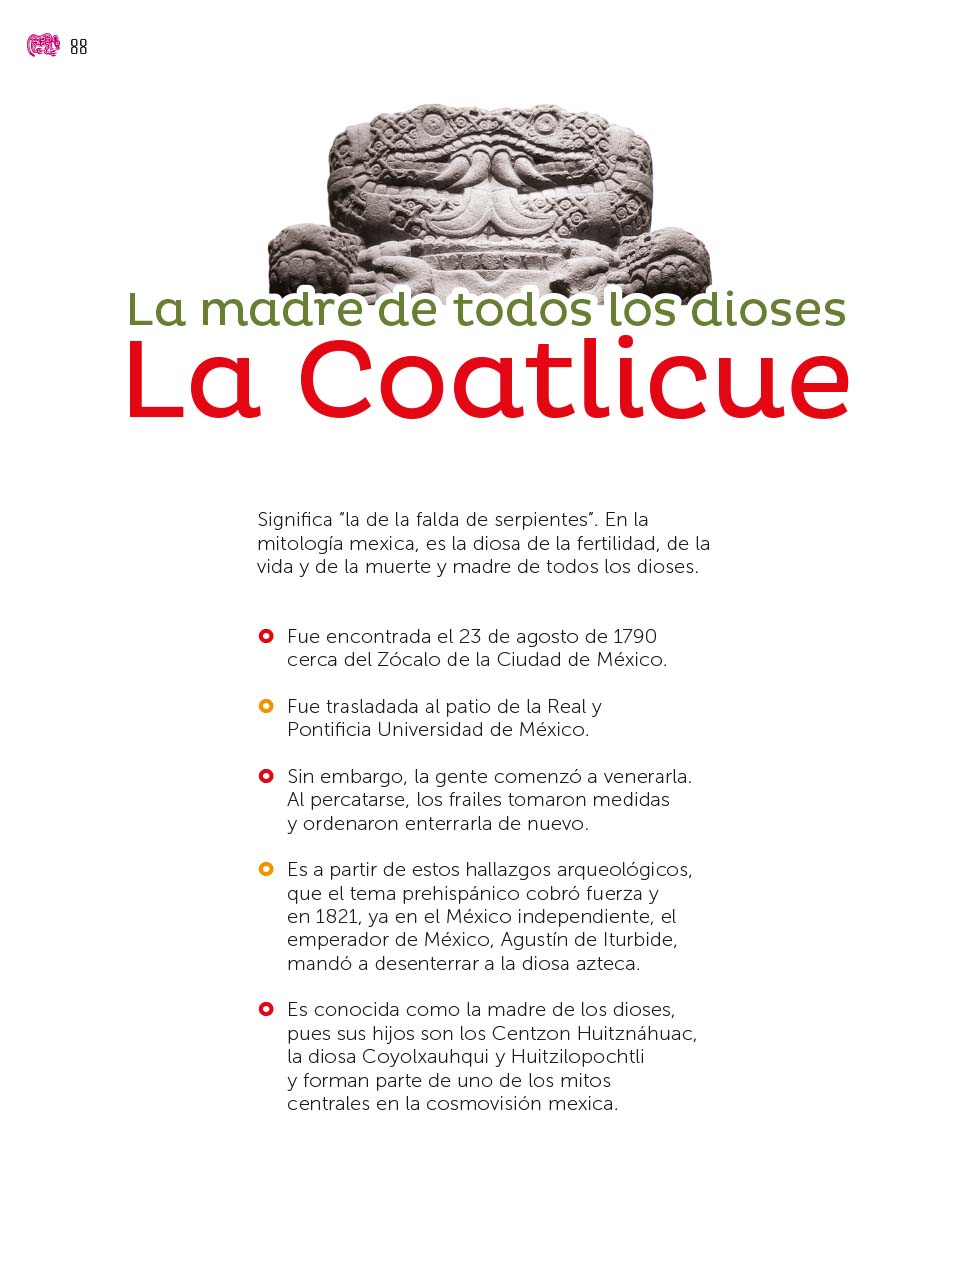 88
La madre de todos los dioses
La Coatlicue
Significa “la de la falda de serpientes”. En la
mitología mexica, es la diosa de la fertilidad, de la
vida y de la muerte y madre de todos los dioses.
Fue encontrada el 23 de agosto de 1790
cerca del Zócalo de la Ciudad de México.
Fue trasladada al patio de la Real y
Pontificia Universidad de México.
Sin embargo, la gente comenzó a venerarla.
Al percatarse, los frailes tomaron medidas
y ordenaron enterrarla de nuevo.
Es a partir de estos hallazgos arqueológicos,
que el tema prehispánico cobró fuerza y
en 1821, ya en el México independiente, el
emperador de México, Agustín de Iturbide,
mandó a desenterrar a la diosa azteca.
Es conocida como la madre de los dioses,
pues sus hijos son los Centzon Huitznáhuac,
la diosa Coyolxauhqui y Huitzilopochtli
y forman parte de uno de los mitos
centrales en la cosmovisión mexica.